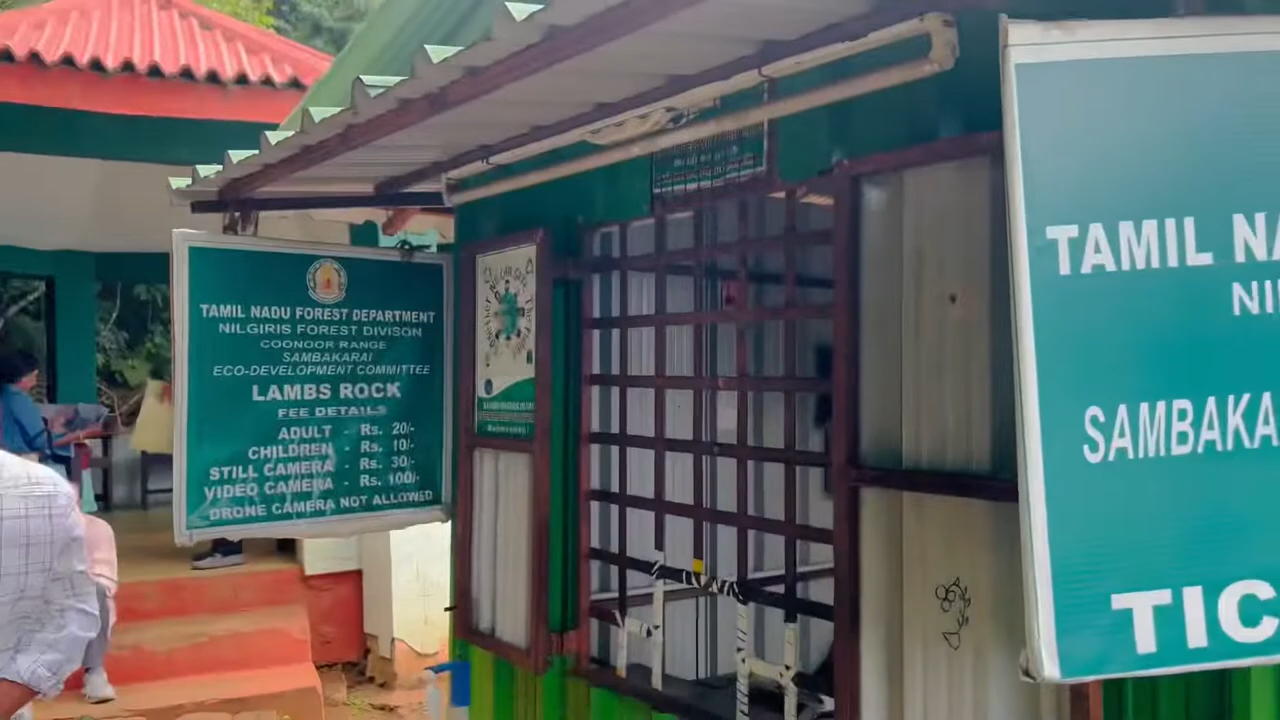 TAMIL NADU FOREST DEPARTMENT
NILGIRIS FOREST DIVISON
COONOOR RANGE
SAMBAKARAI
ECO-DEVELOPMENT COMMITTEE
LAMBS ROCK
FEE DETAILS
ADULT - Rs. 20/-
CHILDREN - Rs. 10/-
STILL CAMERA - Rs. 30/-
VIDEO CAMERA - Rs. 100/-
DRONE CAMERA NOT ALLOWED
TAMIL NA
NI
SAMBAKA
TIC